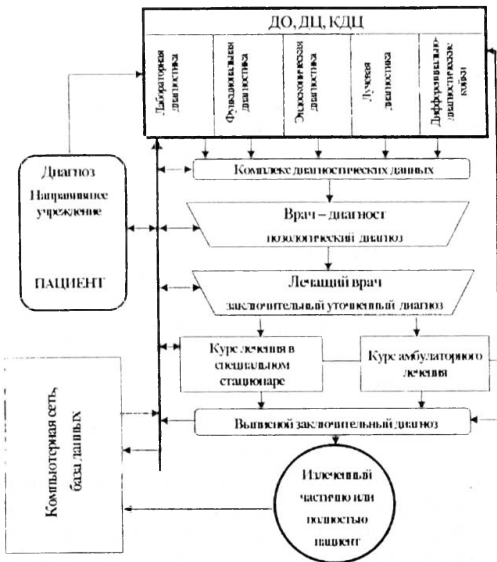 ДО, ДЦ, КДЦ
Лабораторная
диагностика
Функциональная
диагностика
Эндоскопическая
диагностика
Лучевая
диагностика
Дифференциально-
диагностические
койки
Диагноз
Направившее
учреждение
ПАЦИЕНТ
Комплекс диагностических данных
Врач – диагност
нозологический диагноз
Лечащий врач
заключительный уточненный диагноз
Курс лечения в
специальном
стационаре
Курс амбулаторного
лечения
Выписной заключительный диагноз
Компьютерная сеть,
база данных
Излеченный
частично или
полностью
пациент